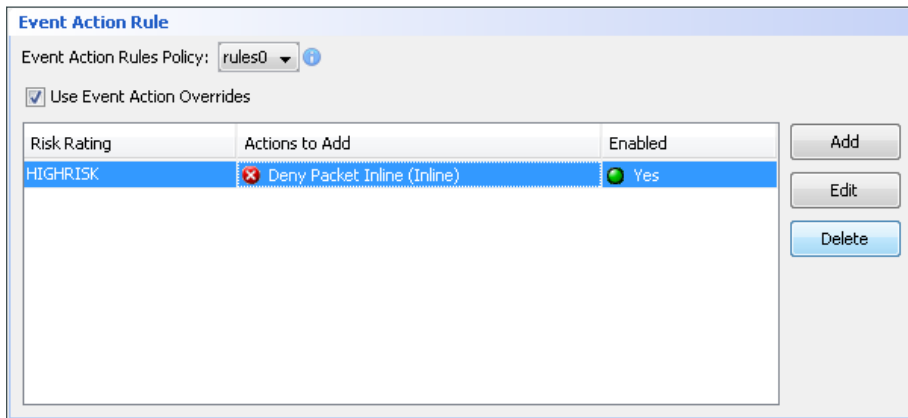 Event Action Rule
Event Action Rules Policy: rules0
Use Event Action Overrides
Risk Rating Actions to Add Enabled
HIGHRISK Deny Packet Inline (Inline) Yes
Add
Edit
Delete